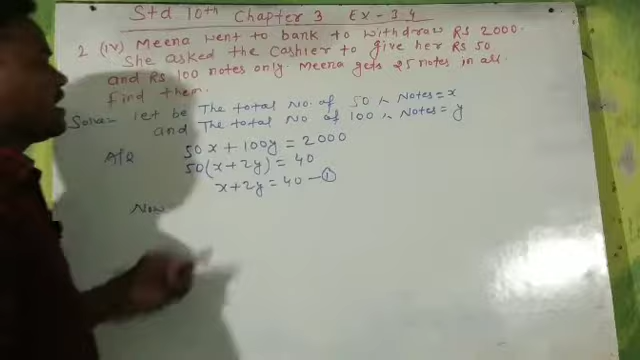 Std 10th Chapter 3 Ex-3.4
2 (iv) Meena went to bank to withdraw Rs 2000.
She asked the cashier to give her Rs 50
and Rs 100 notes only. Meena gets 25 notes in all.
Find them.
Solve:- let be The total No. of 50 /- Notes = x
and The total No. of 100 /- Notes = y
A/Q 50x + 100y = 2000
50(x+2y) = 40
x+2y = 40 - ①
Now